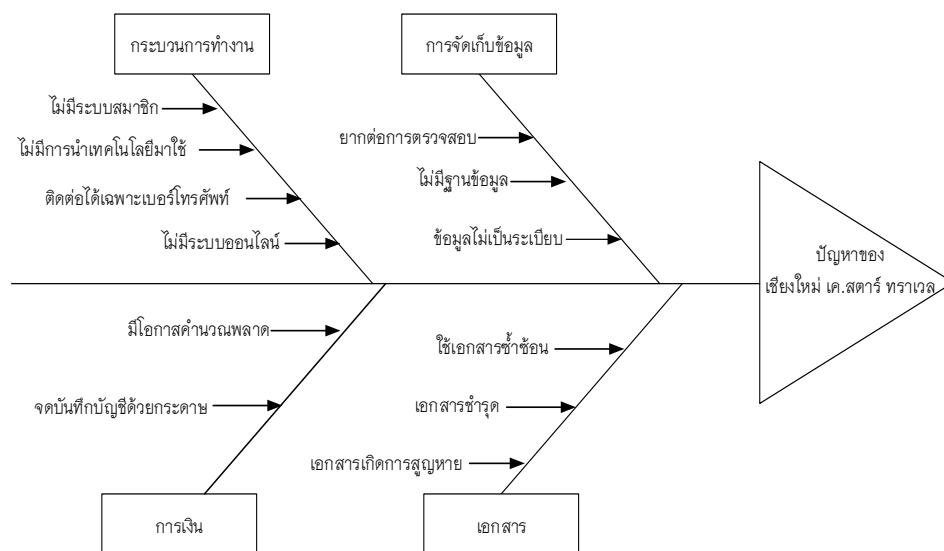 กระบวนการทำงาน
การจัดเก็บข้อมูล
ไม่มีระบบสมาชิก
ไม่มีการนำเทคโนโลยีมาใช้
ติดต่อได้เฉพาะเบอร์โทรศัพท์
ไม่มีระบบออนไลน์
ยากต่อการตรวจสอบ
ไม่มีฐานข้อมูล
ข้อมูลไม่เป็นระเบียบ
ปัญหาของ
เชียงใหม่ เค.สตาร์ ทราเวล
มีโอกาสคำนวณพลาด
จดบันทึกบัญชีด้วยกระดาษ
ใช้เอกสารซ้ำซ้อน
เอกสารชำรุด
เอกสารเกิดการสูญหาย
การเงิน
เอกสาร